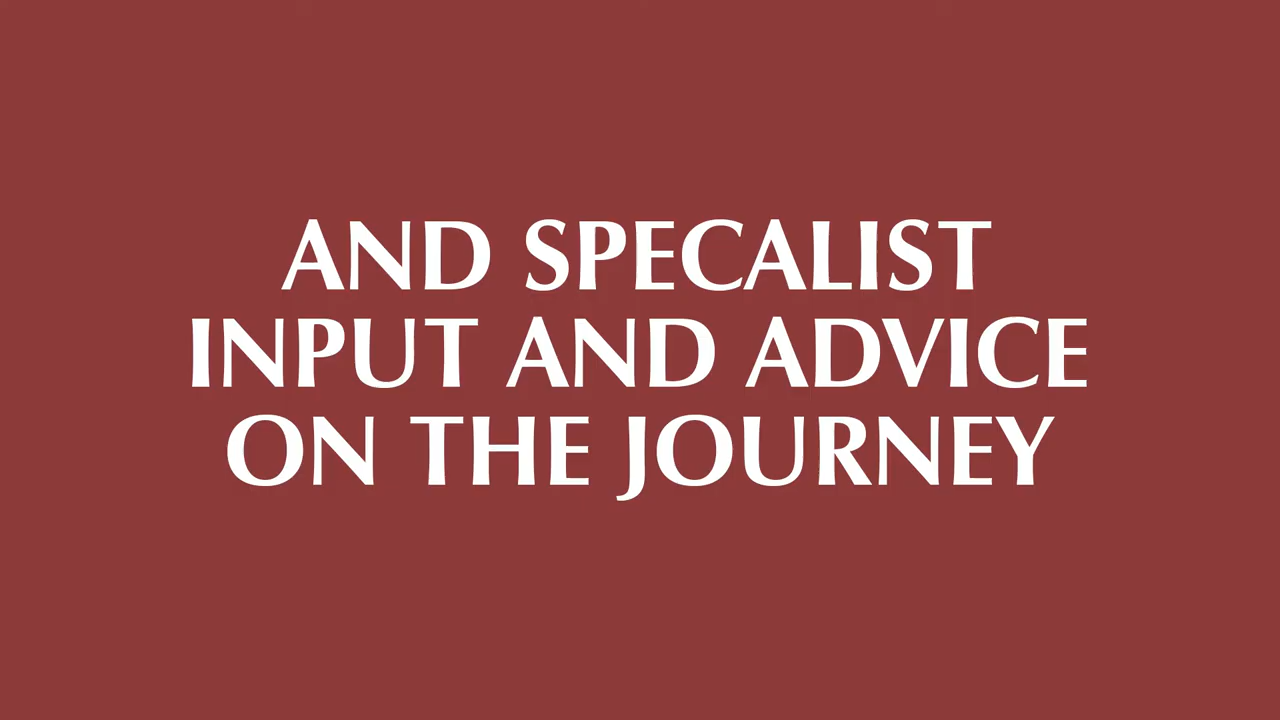 AND SPECALIST
INPUT AND ADVICE
ON THE JOURNEY